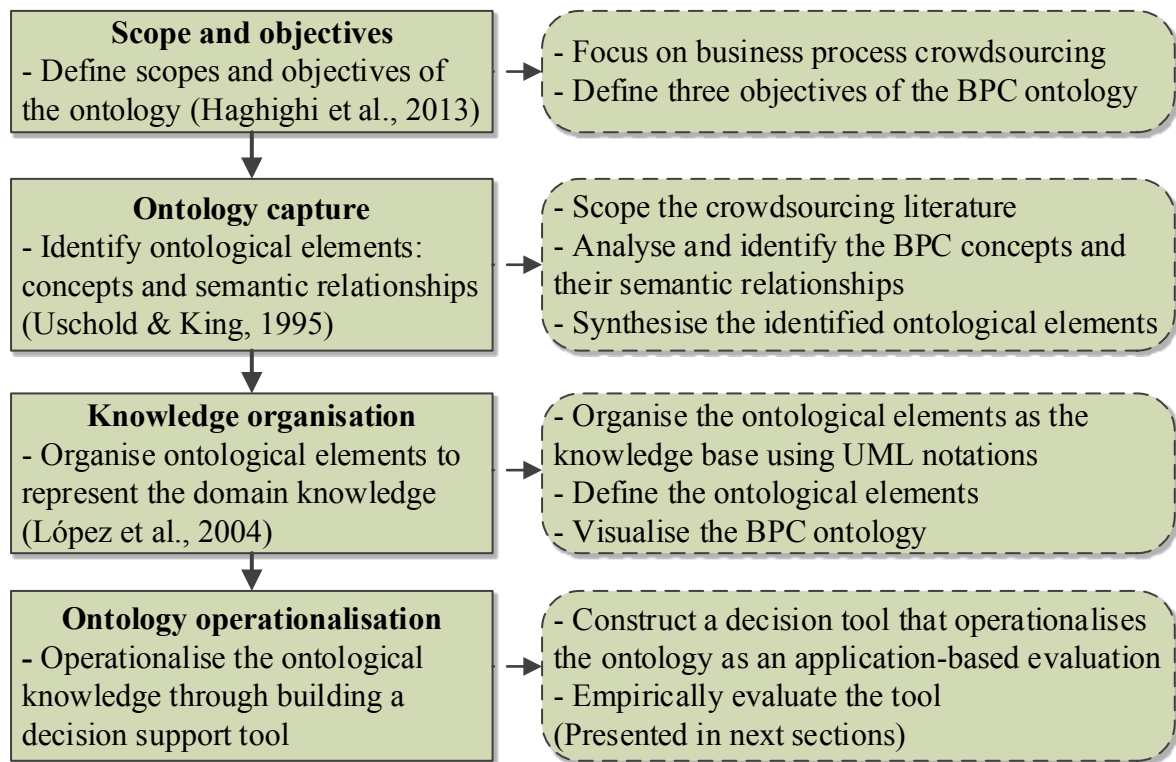 Scope and objectives
- Define scopes and objectives of
the ontology (Haghighi et al., 2013)
- Focus on business process crowdsourcing
- Define three objectives of the BPC ontology
Ontology capture
- Identify ontological elements:
concepts and semantic relationships
(Uschold & King, 1995)
- Scope the crowdsourcing literature
- Analyse and identify the BPC concepts and
their semantic relationships
- Synthesise the identified ontological elements
Knowledge organisation
- Organise ontological elements to
represent the domain knowledge
(López et al., 2004)
- Organise the ontological elements as the
knowledge base using UML notations
- Define the ontological elements
- Visualise the BPC ontology
Ontology operationalisation
- Operationalise the ontological
knowledge through building a
decision support tool
- Construct a decision tool that operationalises
the ontology as an application-based evaluation
- Empirically evaluate the tool
(Presented in next sections)